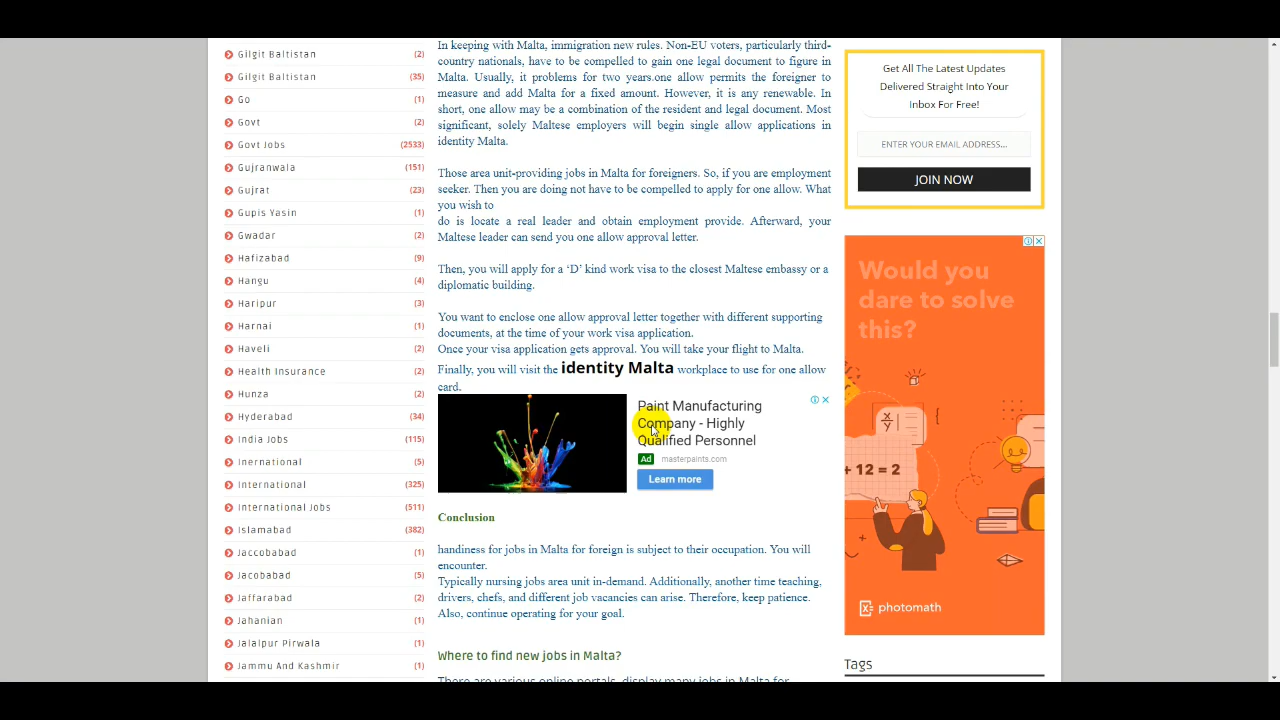 Gilgit Baltistan (2)
Gilgit Baltistan (35)
Go (1)
Govt (2)
Govt Jobs (2533)
Gujranwala (151)
Gujrat (23)
Gupis Yasin (1)
Gwadar (2)
Hafizabad (9)
Hangu (4)
Haripur (3)
Harnai (1)
Haveli (2)
Health Insurance (2)
Hunza (2)
Hyderabad (34)
India Jobs (115)
Inernational (5)
International (325)
International Jobs (511)
Islamabad (382)
Jaccobabad (1)
Jacobabad (5)
Jaffarabad (2)
Jahanian (1)
Jalalpur Pirwala (1)
Jammu And Kashmir (1)
In keeping with Malta, immigration new rules. Non-EU voters, particularly third-
country nationals, have to be compelled to gain one legal document to figure in
Malta. Usually, it problems for two years.one allow permits the foreigner to
measure and add Malta for a fixed amount. However, it is any renewable. In
short, one allow may be a combination of the resident and legal document. Most
significant, solely Maltese employers will begin single allow applications in
identity Malta.
Those area unit-providing jobs in Malta for foreigners. So, if you are employment
seeker. Then you are doing not have to be compelled to apply for one allow. What
you wish to
do is locate a real leader and obtain employment provide. Afterward, your
Maltese leader can send you one allow approval letter.
Then, you will apply for a ‘D’ kind work visa to the closest Maltese embassy or a
diplomatic building.
You want to enclose one allow approval letter together with different supporting
documents, at the time of your work visa application.
Once your visa application gets approval. You will take your flight to Malta.
Finally, you will visit the identity Malta workplace to use for one allow
card.
Paint Manufacturing
Company - Highly
Qualified Personnel
Ad masterpaints.com
Learn more
Conclusion
handiness for jobs in Malta for foreign is subject to their occupation. You will
encounter.
Typically nursing jobs area unit in-demand. Additionally, another time teaching,
drivers, chefs, and different job vacancies can arise. Therefore, keep patience.
Also, continue operating for your goal.
Where to find new jobs in Malta?
There are various online portals, display many jobs in Malta for
Get All The Latest Updates
Delivered Straight Into Your
Inbox For Free!
ENTER YOUR EMAIL ADDRESS...
JOIN NOW
Would you
dare to solve
this?
x/y
+ 12 = 2
photomath
Tags